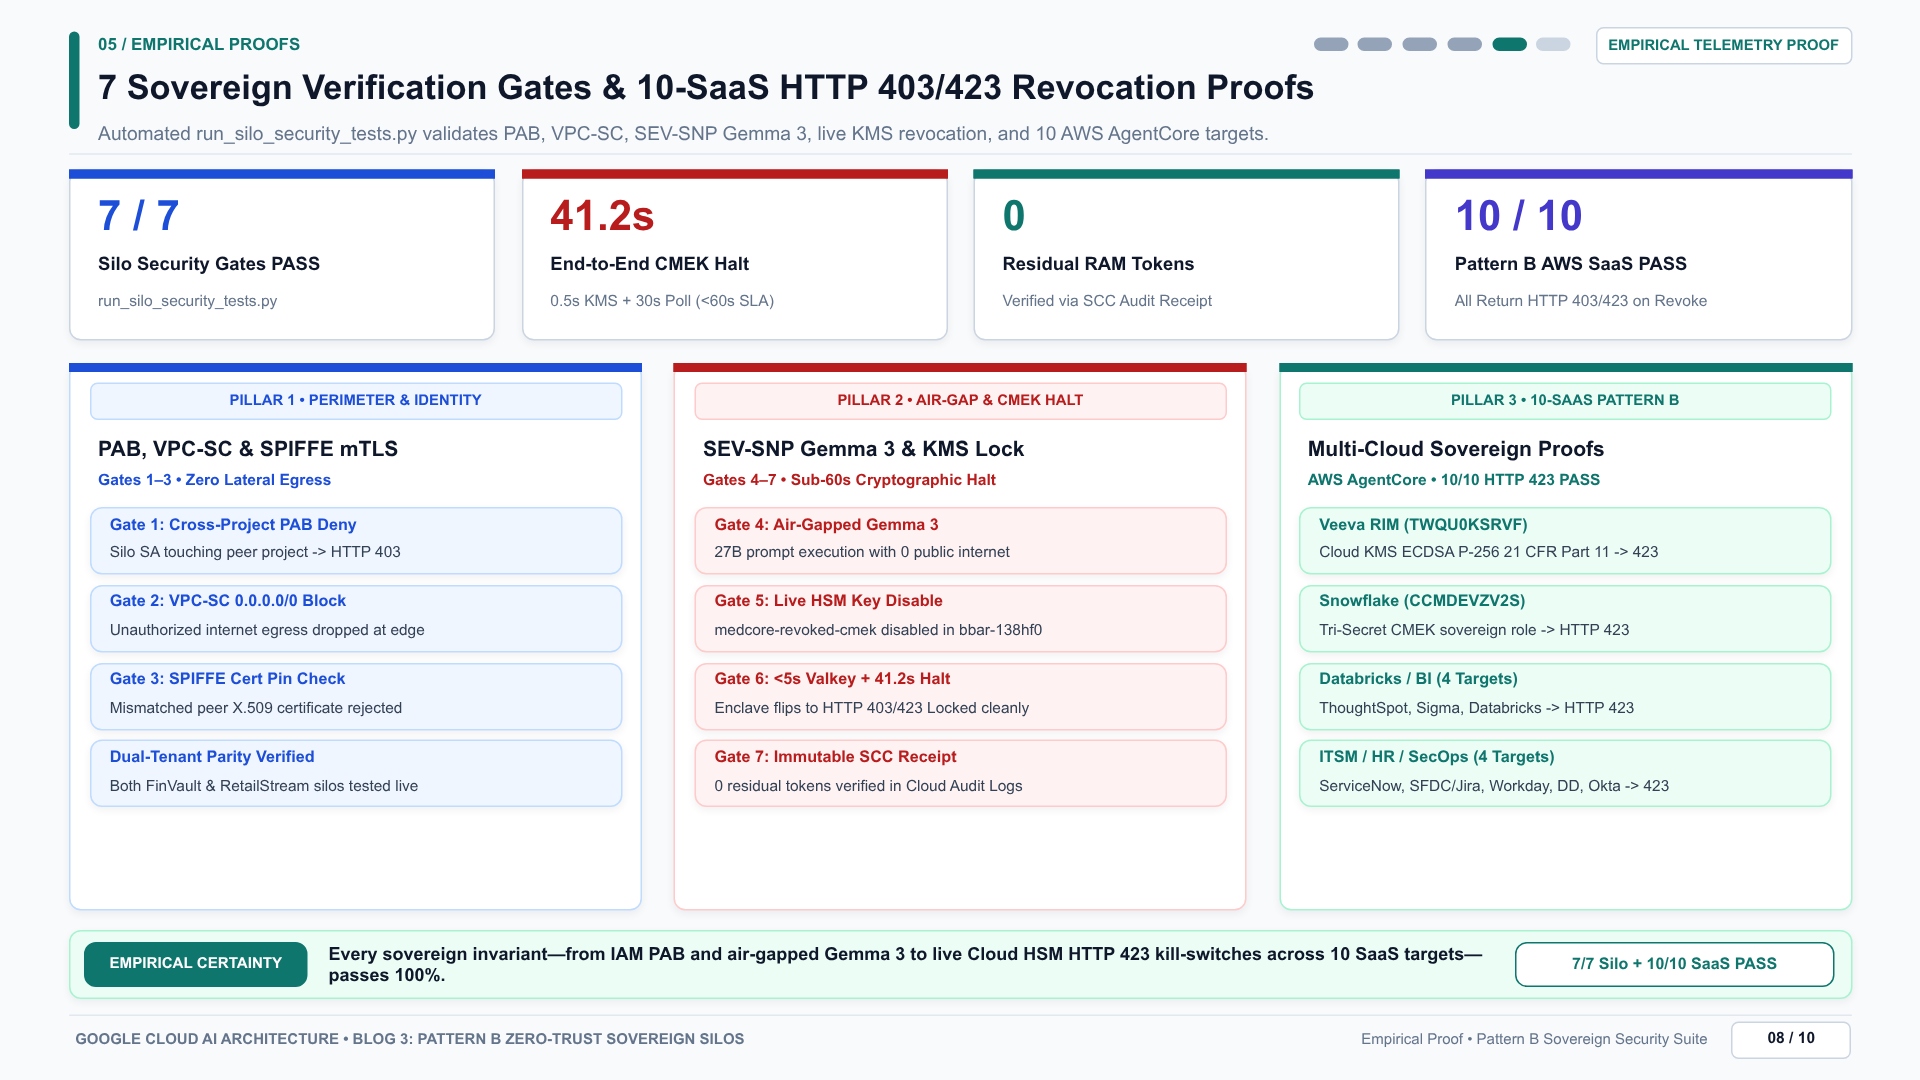 05 / EMPIRICAL PROOFS
EMPIRICAL TELEMETRY PROOF
7 Sovereign Verification Gates & 10-SaaS HTTP 403/423 Revocation Proofs
Automated run_silo_security_tests.py validates PAB, VPC-SC, SEV-SNP Gemma 3, live KMS revocation, and 10 AWS AgentCore targets.
7 / 7
Silo Security Gates PASS
run_silo_security_tests.py
41.2s
End-to-End CMEK Halt
0.5s KMS + 30s Poll (<60s SLA)
0
Residual RAM Tokens
Verified via SCC Audit Receipt
10 / 10
Pattern B AWS SaaS PASS
All Return HTTP 403/423 on Revoke
PILLAR 1 • PERIMETER & IDENTITY
PAB, VPC-SC & SPIFFE mTLS
Gates 1–3 • Zero Lateral Egress
Gate 1: Cross-Project PAB Deny
Silo SA touching peer project -> HTTP 403
Gate 2: VPC-SC 0.0.0.0/0 Block
Unauthorized internet egress dropped at edge
Gate 3: SPIFFE Cert Pin Check
Mismatched peer X.509 certificate rejected
Dual-Tenant Parity Verified
Both FinVault & RetailStream silos tested live
PILLAR 2 • AIR-GAP & CMEK HALT
SEV-SNP Gemma 3 & KMS Lock
Gates 4–7 • Sub-60s Cryptographic Halt
Gate 4: Air-Gapped Gemma 3
27B prompt execution with 0 public internet
Gate 5: Live HSM Key Disable
medcore-revoked-cmek disabled in bbar-138hf0
Gate 6: <5s Valkey + 41.2s Halt
Enclave flips to HTTP 403/423 Locked cleanly
Gate 7: Immutable SCC Receipt
0 residual tokens verified in Cloud Audit Logs
PILLAR 3 • 10-SAAS PATTERN B
Multi-Cloud Sovereign Proofs
AWS AgentCore • 10/10 HTTP 423 PASS
Veeva RIM (TWQU0KSRVF)
Cloud KMS ECDSA P-256 21 CFR Part 11 -> 423
Snowflake (CCMDEVZV2S)
Tri-Secret CMEK sovereign role -> HTTP 423
Databricks / BI (4 Targets)
ThoughtSpot, Sigma, Databricks -> HTTP 423
ITSM / HR / SecOps (4 Targets)
ServiceNow, SFDC/Jira, Workday, DD, Okta -> 423
EMPIRICAL CERTAINTY
Every sovereign invariant—from IAM PAB and air-gapped Gemma 3 to live Cloud HSM HTTP 423 kill-switches across 10 SaaS targets—
passes 100%.
7/7 Silo + 10/10 SaaS PASS
GOOGLE CLOUD AI ARCHITECTURE • BLOG 3: PATTERN B ZERO-TRUST SOVEREIGN SILOS
Empirical Proof • Pattern B Sovereign Security Suite
08 / 10